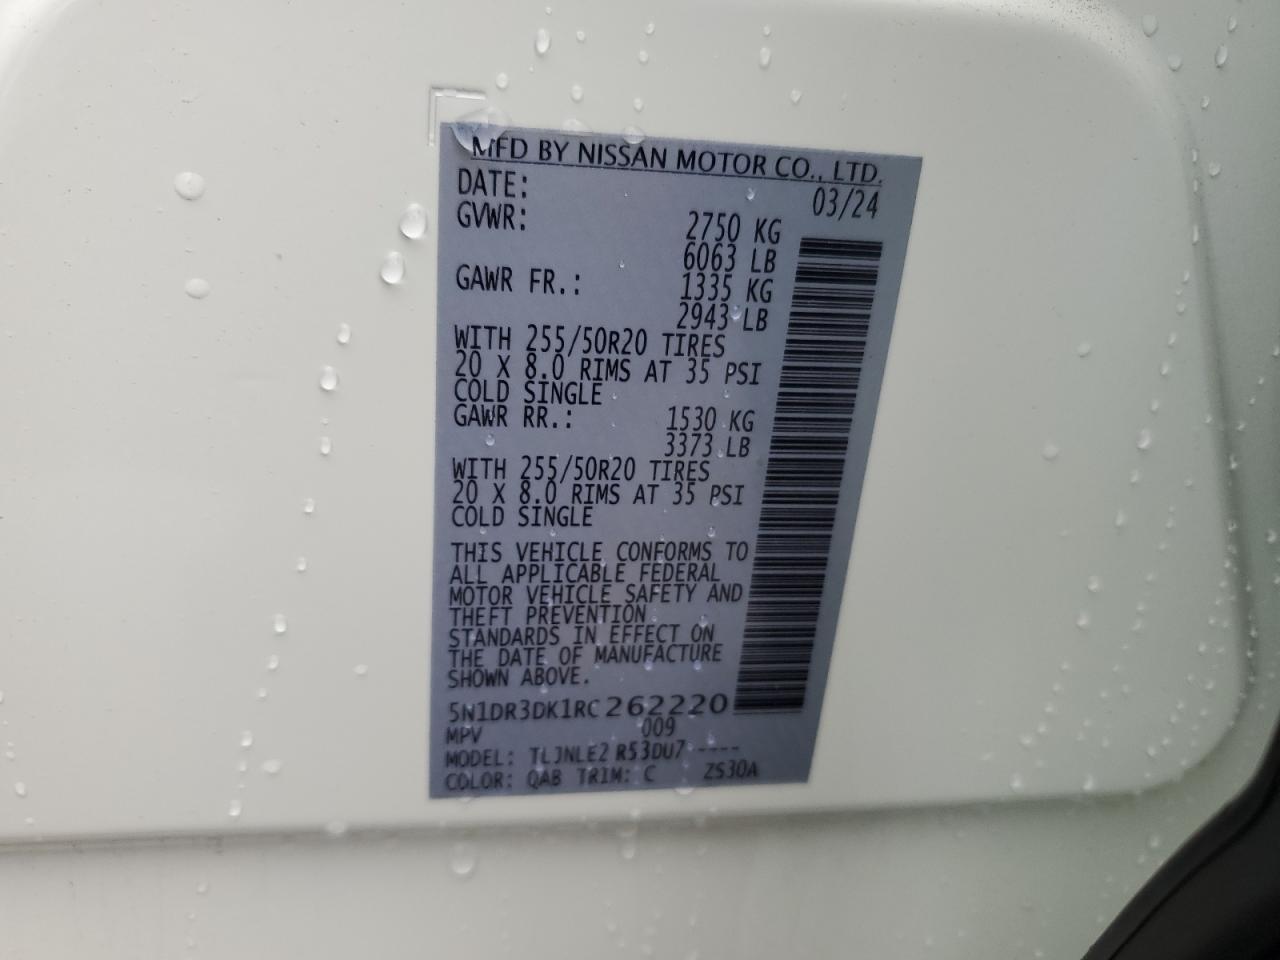 MFD BY NISSAN MOTOR CO., LTD.
DATE: 03/24
GVWR: 2750 KG
6063 LB
GAWR FR.: 1335 KG
2943 LB
WITH 255/50R20 TIRES
20 X 8.0 RIMS AT 35 PSI
COLD SINGLE
GAWR RR.: 1530 KG
3373 LB
WITH 255/50R20 TIRES
20 X 8.0 RIMS AT 35 PSI
COLD SINGLE
THIS VEHICLE CONFORMS TO
ALL APPLICABLE FEDERAL
MOTOR VEHICLE SAFETY AND
THEFT PREVENTION
STANDARDS IN EFFECT ON
THE DATE OF MANUFACTURE
SHOWN ABOVE.
5N1DR3DK1RC262220
MPV 009
MODEL: TLJNLE2 R53DU7 ----
COLOR: QAB TRIM: C ZS30A